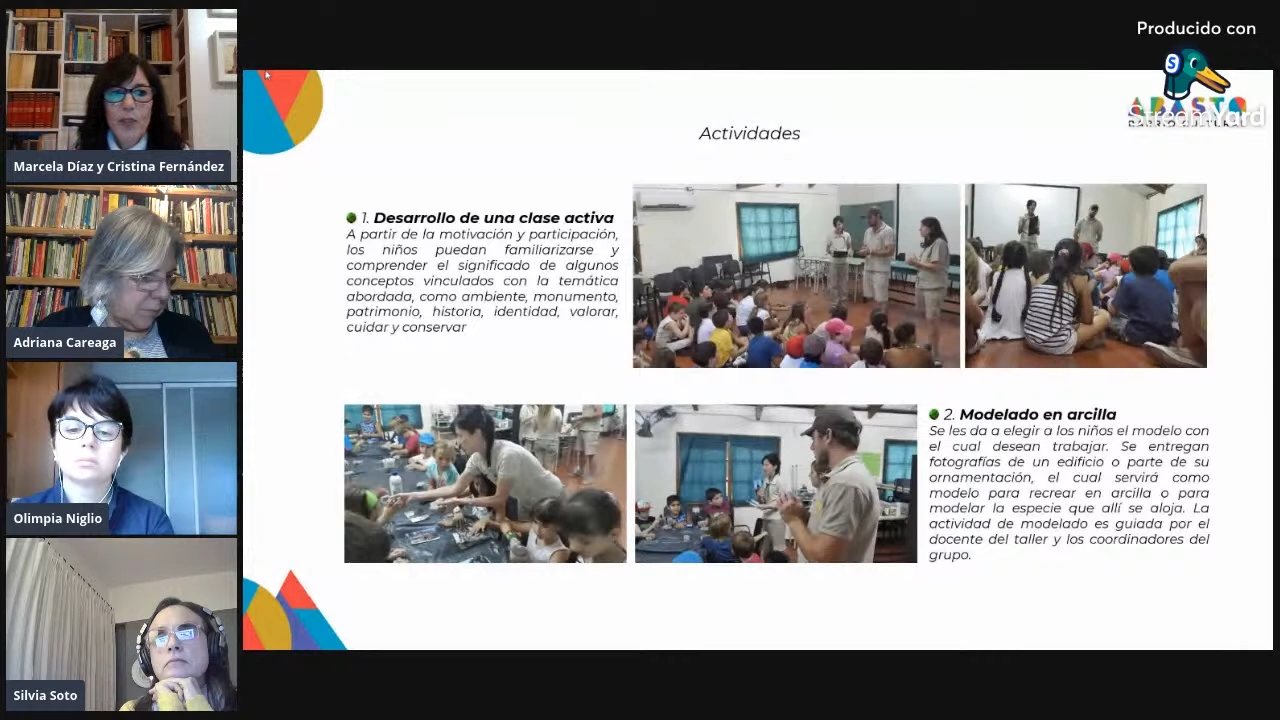 Producido con
StreamYard
ABASTO
Marcela Díaz y Cristina Fernández
Adriana Careaga
Olimpia Niglio
Silvia Soto
Actividades
1. Desarrollo de una clase activa
A partir de la motivación y participación,
los niños puedan familiarizarse y
comprender el significado de algunos
conceptos vinculados con la temática
abordada, como ambiente, monumento,
patrimonio, historia, identidad, valorar,
cuidar y conservar
2. Modelado en arcilla
Se les da a elegir a los niños el modelo con
el cual desean trabajar. Se entregan
fotografías de un edificio o parte de su
ornamentación, el cual servirá como
modelo para recrear en arcilla o para
modelar la especie que allí se aloja. La
actividad de modelado es guiada por el
docente del taller y los coordinadores del
grupo.